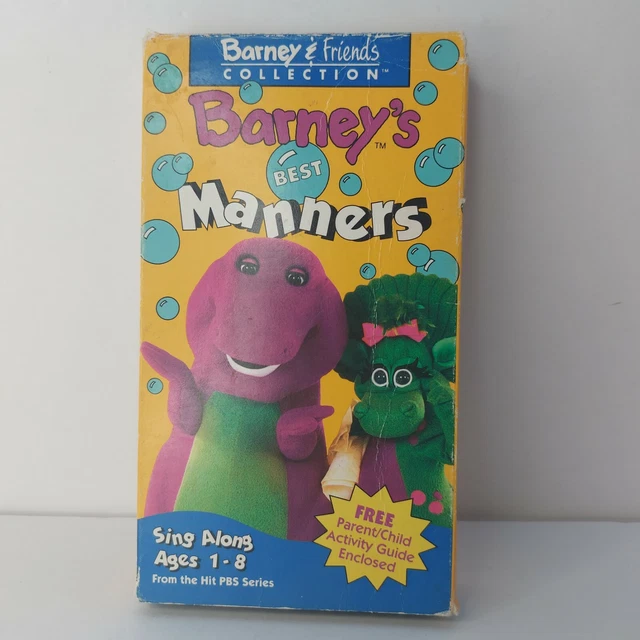 Barney & Friends
COLLECTION™
Barney's™
BEST
Manners
Sing Along
Ages 1-8
From the Hit PBS Series
FREE
Parent/Child
Activity Guide
Enclosed